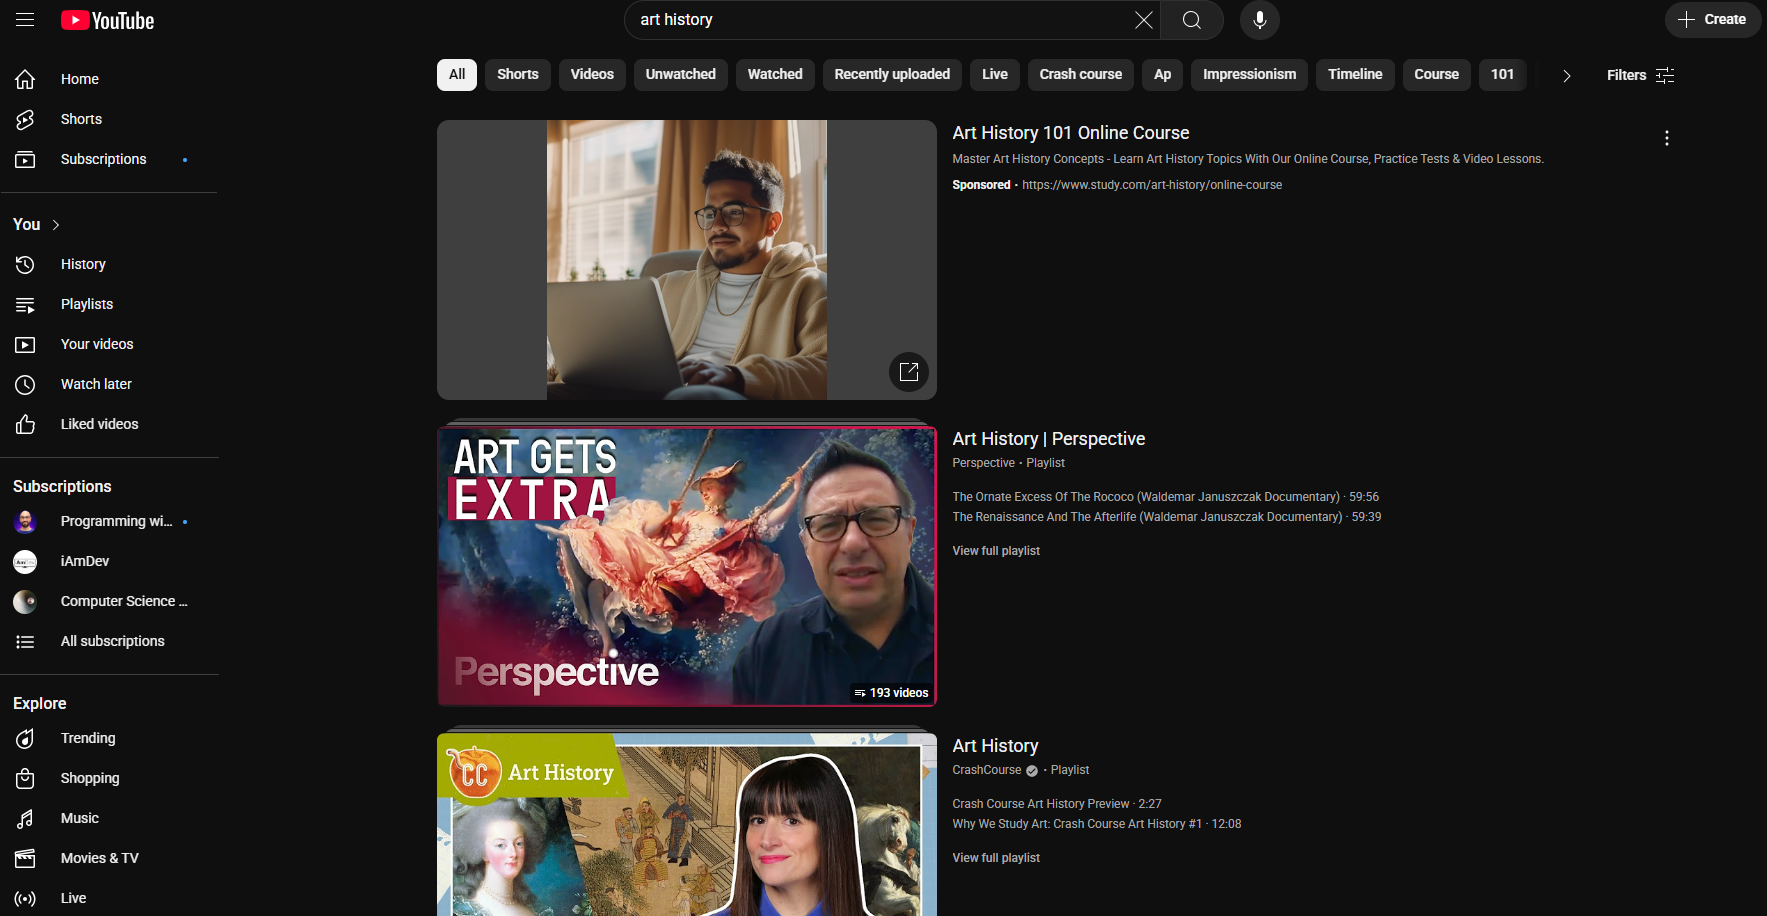 YouTube
art history
Create
Home
Shorts
Subscriptions
You
History
Playlists
Your videos
Watch later
Liked videos
Subscriptions
Programming wi...
iAmDev
Computer Science ...
All subscriptions
Explore
Trending
Shopping
Music
Movies & TV
Live
All
Shorts
Videos
Unwatched
Watched
Recently uploaded
Live
Crash course
Ap
Impressionism
Timeline
Course
101
Filters
Art History 101 Online Course
Master Art History Concepts - Learn Art History Topics With Our Online Course, Practice Tests & Video Lessons.
Sponsored · https://www.study.com/art-history/online-course
ART GETS
EXTRA
Perspective
193 videos
Art History | Perspective
Perspective · Playlist
The Ornate Excess Of The Rococo (Waldemar Januszczak Documentary) · 59:56
The Renaissance And The Afterlife (Waldemar Januszczak Documentary) · 59:39
View full playlist
CC
Art History
Art History
CrashCourse · Playlist
Crash Course Art History Preview · 2:27
Why We Study Art: Crash Course Art History #1 · 12:08
View full playlist